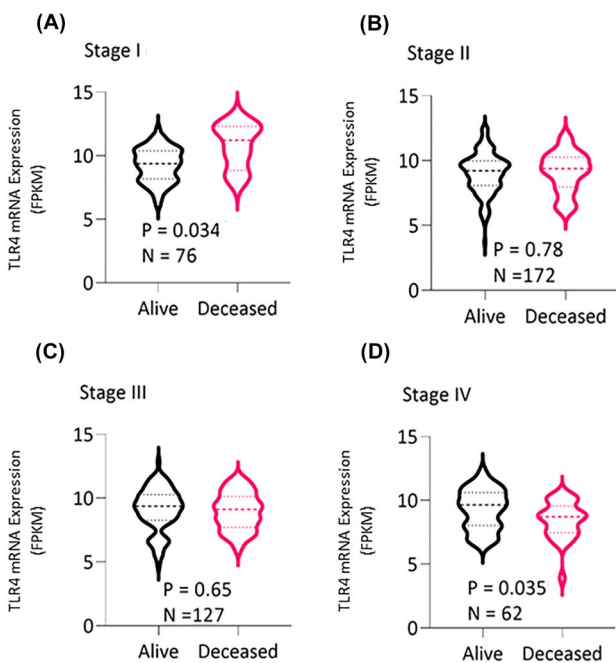 (A)
Stage I
TLR4 mRNA Expression
(FPKM)
15
10
5
0
P = 0.034
N = 76
Alive Deceased
(B)
Stage II
TLR4 mRNA Expression
(FPKM)
15
10
5
0
P = 0.78
N =172
Alive Deceased
(C)
Stage III
TLR4 mRNA Expression
(FPKM)
15
10
5
0
P = 0.65
N =127
Alive Deceased
(D)
Stage IV
TLR4 mRNA Expression
(FPKM)
15
10
5
0
P = 0.035
N = 62
Alive Deceased